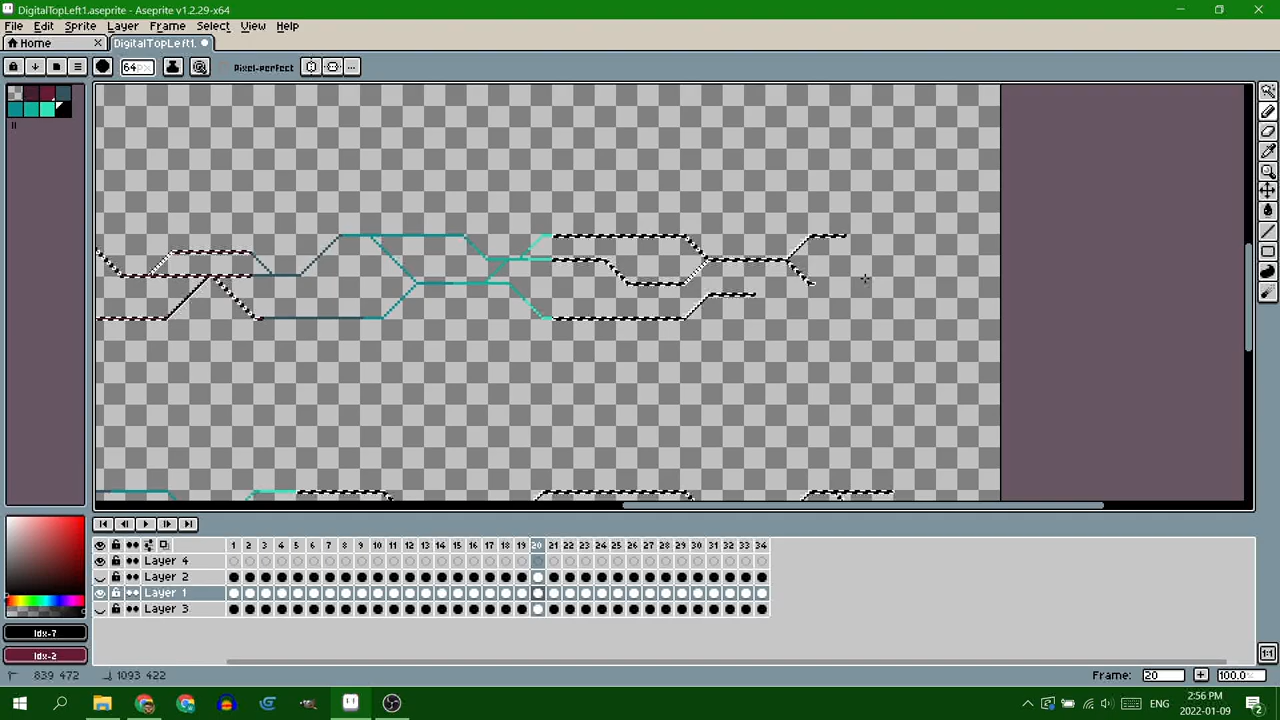 DigitalTopLeft1.aseprite - Aseprite v1.2.29-x64
File Edit Sprite Layer Frame Select View Help
Home
DigitalTopLeft1.
64px
Pixel-perfect
1 2 3 4 5 6 7 8 9 10 11 12 13 14 15 16 17 18 19 20 21 22 23 24 25 26 27 28 29 30 31 32 33 34
Layer 4
Layer 2
Layer 1
Layer 3
Idx-7
Idx-2
839 472
1093 422
Frame: 20
100.0
1:1
ENG
2:56 PM
2022-01-09
2